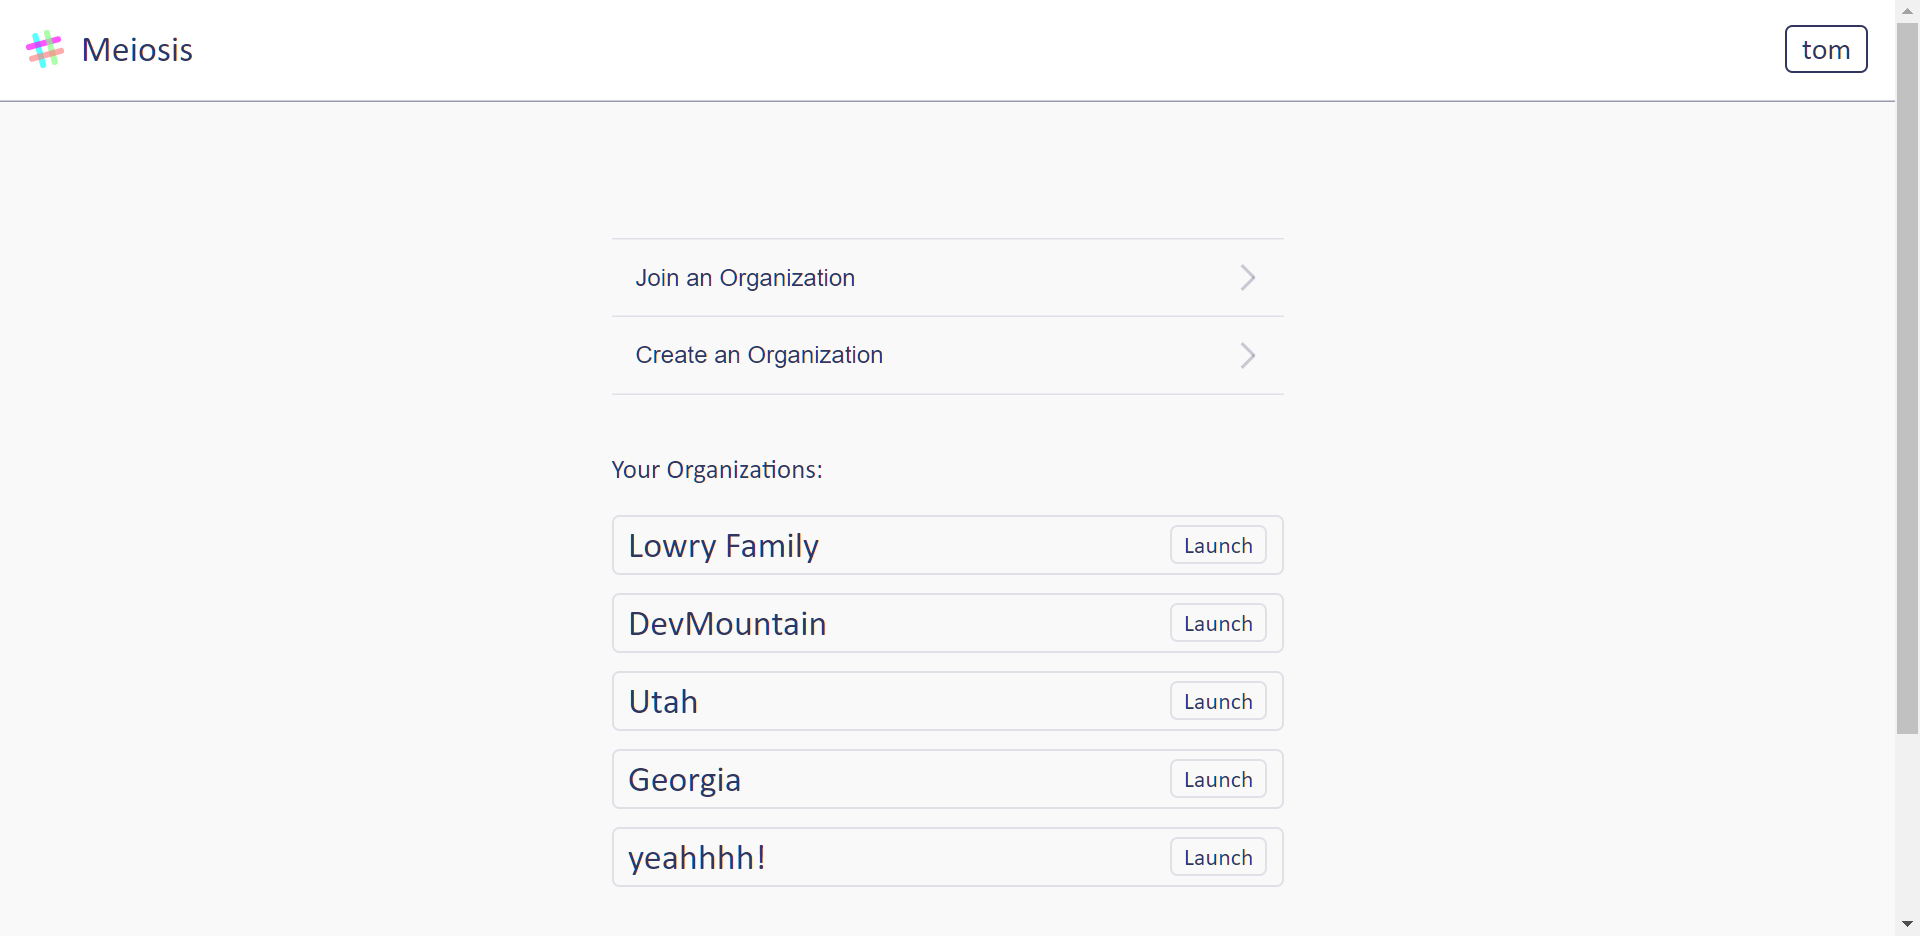 Meiosis
tom
Join an Organization
Create an Organization
Your Organizations:
Lowry Family
Launch
DevMountain
Launch
Utah
Launch
Georgia
Launch
yeahhhh!
Launch